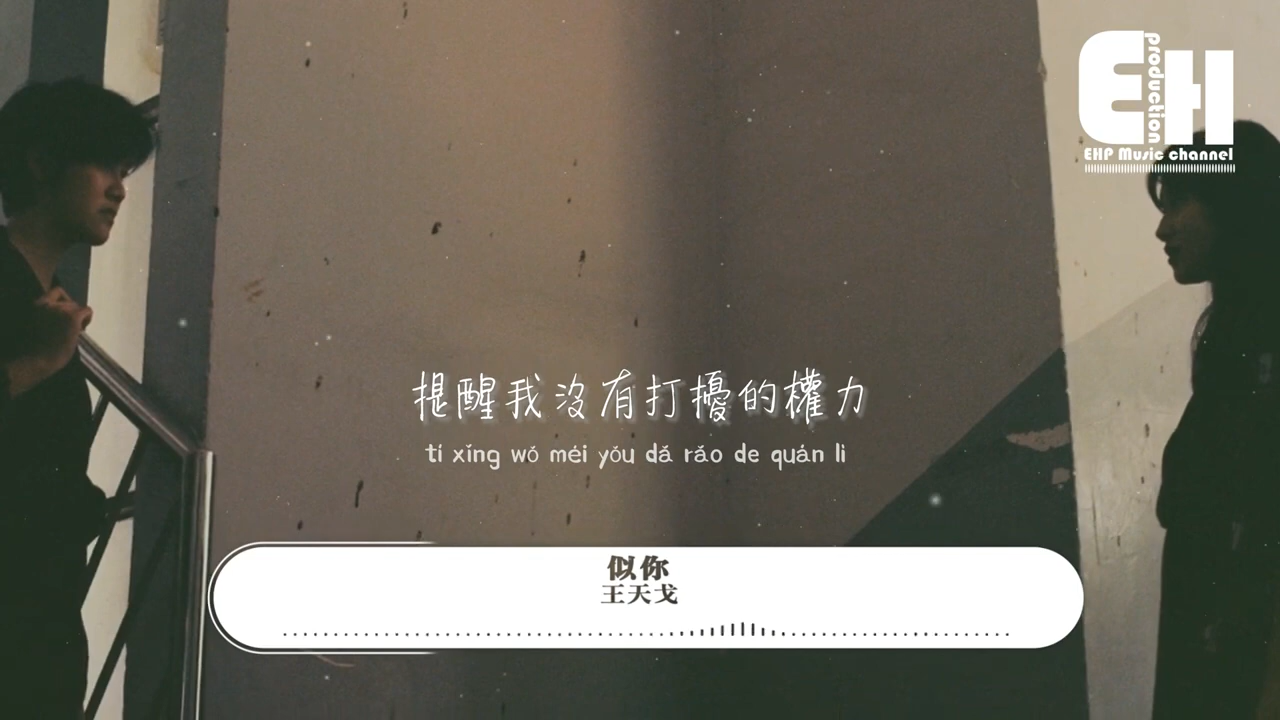 EH
production
EHP Music channel
提醒我沒有打擾的權力
tí xǐng wǒ méi yǒu dǎ rǎo de quán lì
似你
王天戈